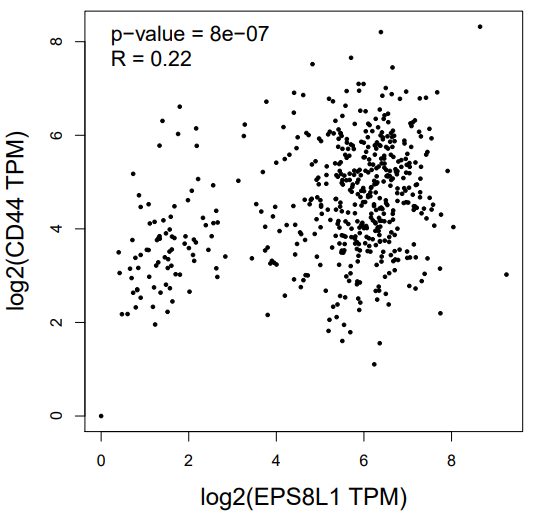 p−value = 8e−07
R = 0.22
8
6
4
2
0
log2(CD44 TPM)
0 2 4 6 8
log2(EPS8L1 TPM)